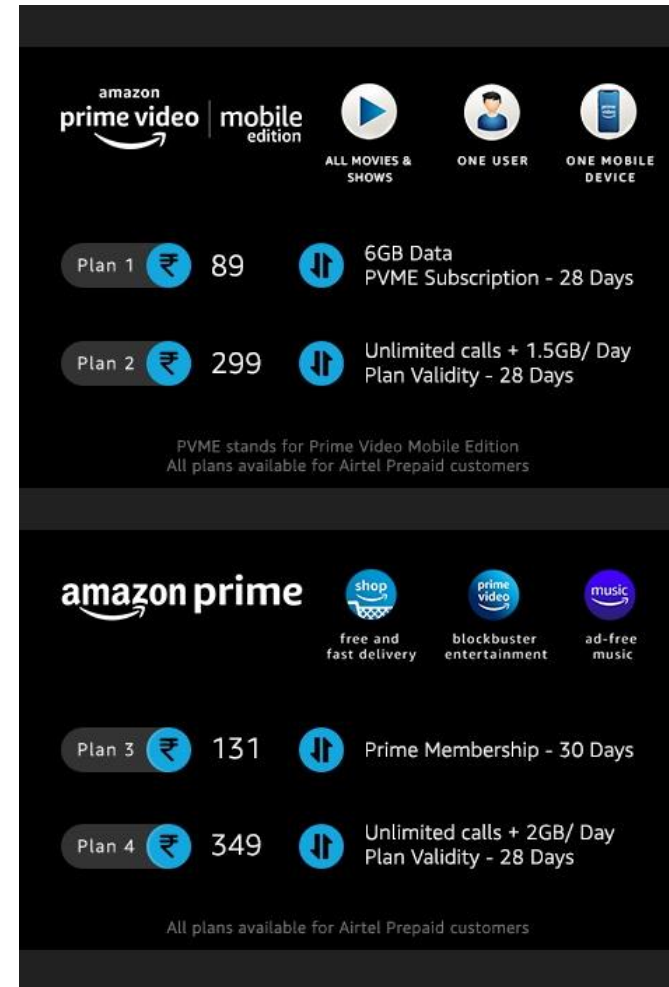 amazon
prime video | mobile
edition
ALL MOVIES &
SHOWS
ONE USER
ONE MOBILE
DEVICE
Plan 1 ₹ 89
6GB Data
PVME Subscription - 28 Days
Plan 2 ₹ 299
Unlimited calls + 1.5GB/ Day
Plan Validity - 28 Days
PVME stands for Prime Video Mobile Edition
All plans available for Airtel Prepaid customers
amazon prime
shop
free and
fast delivery
prime
video
blockbuster
entertainment
music
ad-free
music
Plan 3 ₹ 131
Prime Membership - 30 Days
Plan 4 ₹ 349
Unlimited calls + 2GB/ Day
Plan Validity - 28 Days
All plans available for Airtel Prepaid customers